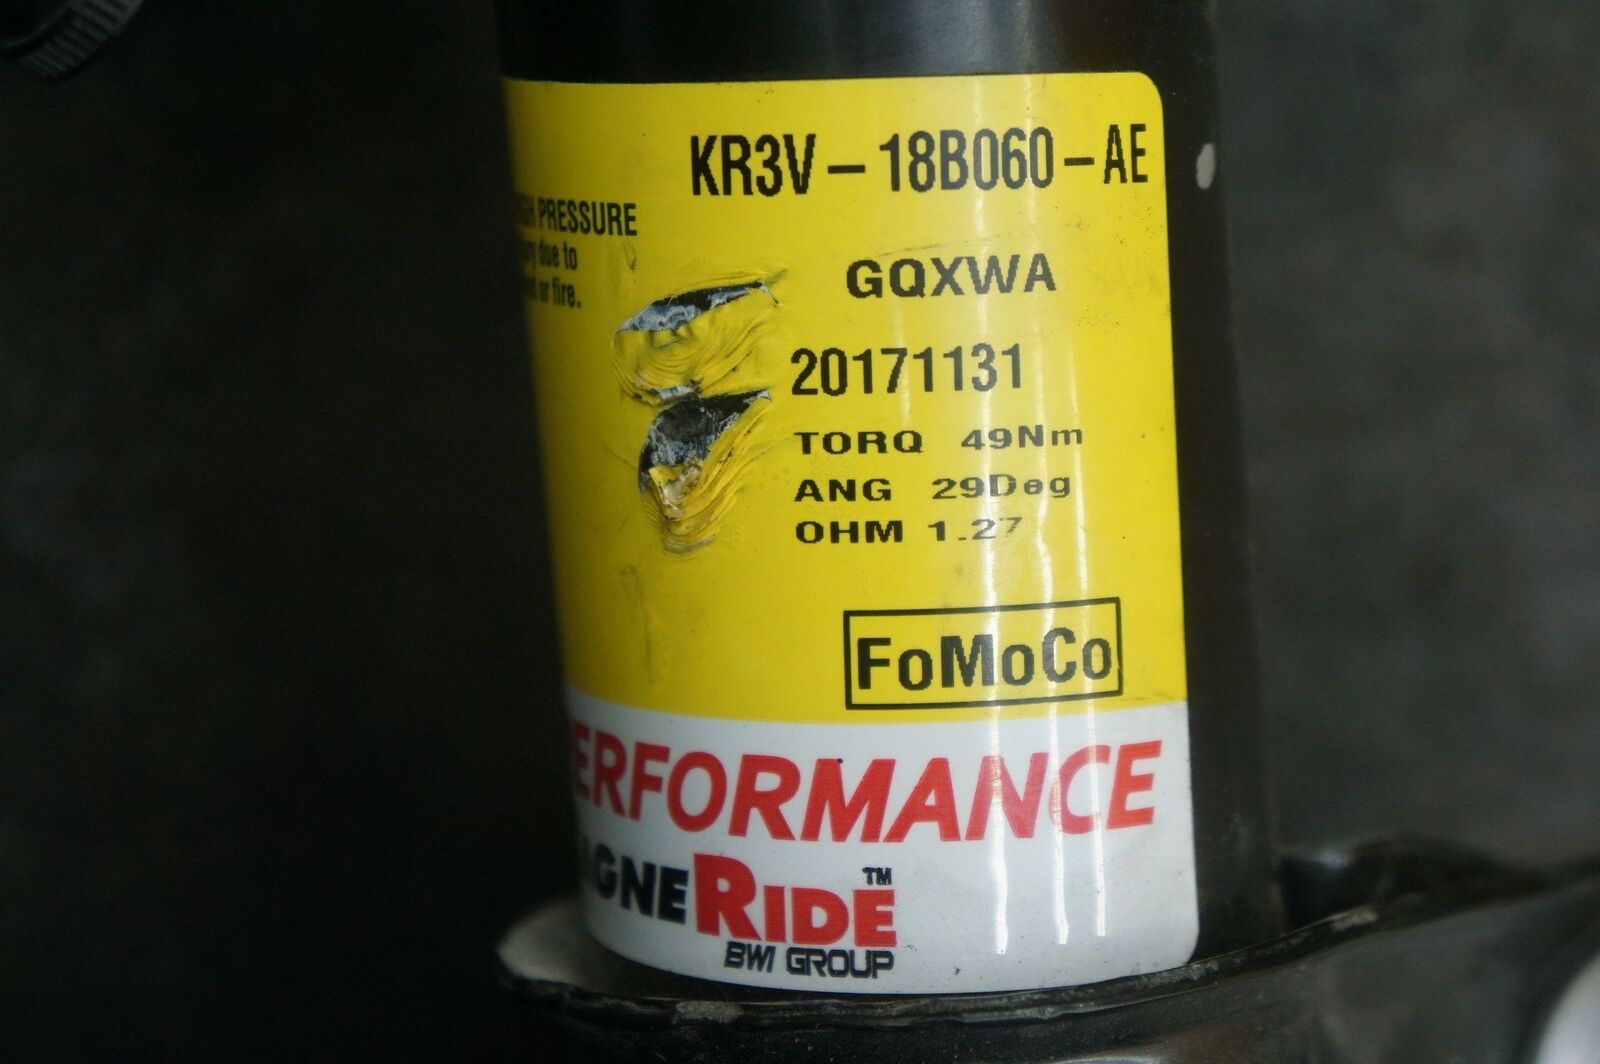 KR3V-18B060-AE
PRESSURE
due to
or fire.
GQXWA
20171131
TORQ 49Nm
ANG 29Deg
OHM 1.27
FoMoCo
ERFORMANCE
GNERIDE™
BWI GROUP